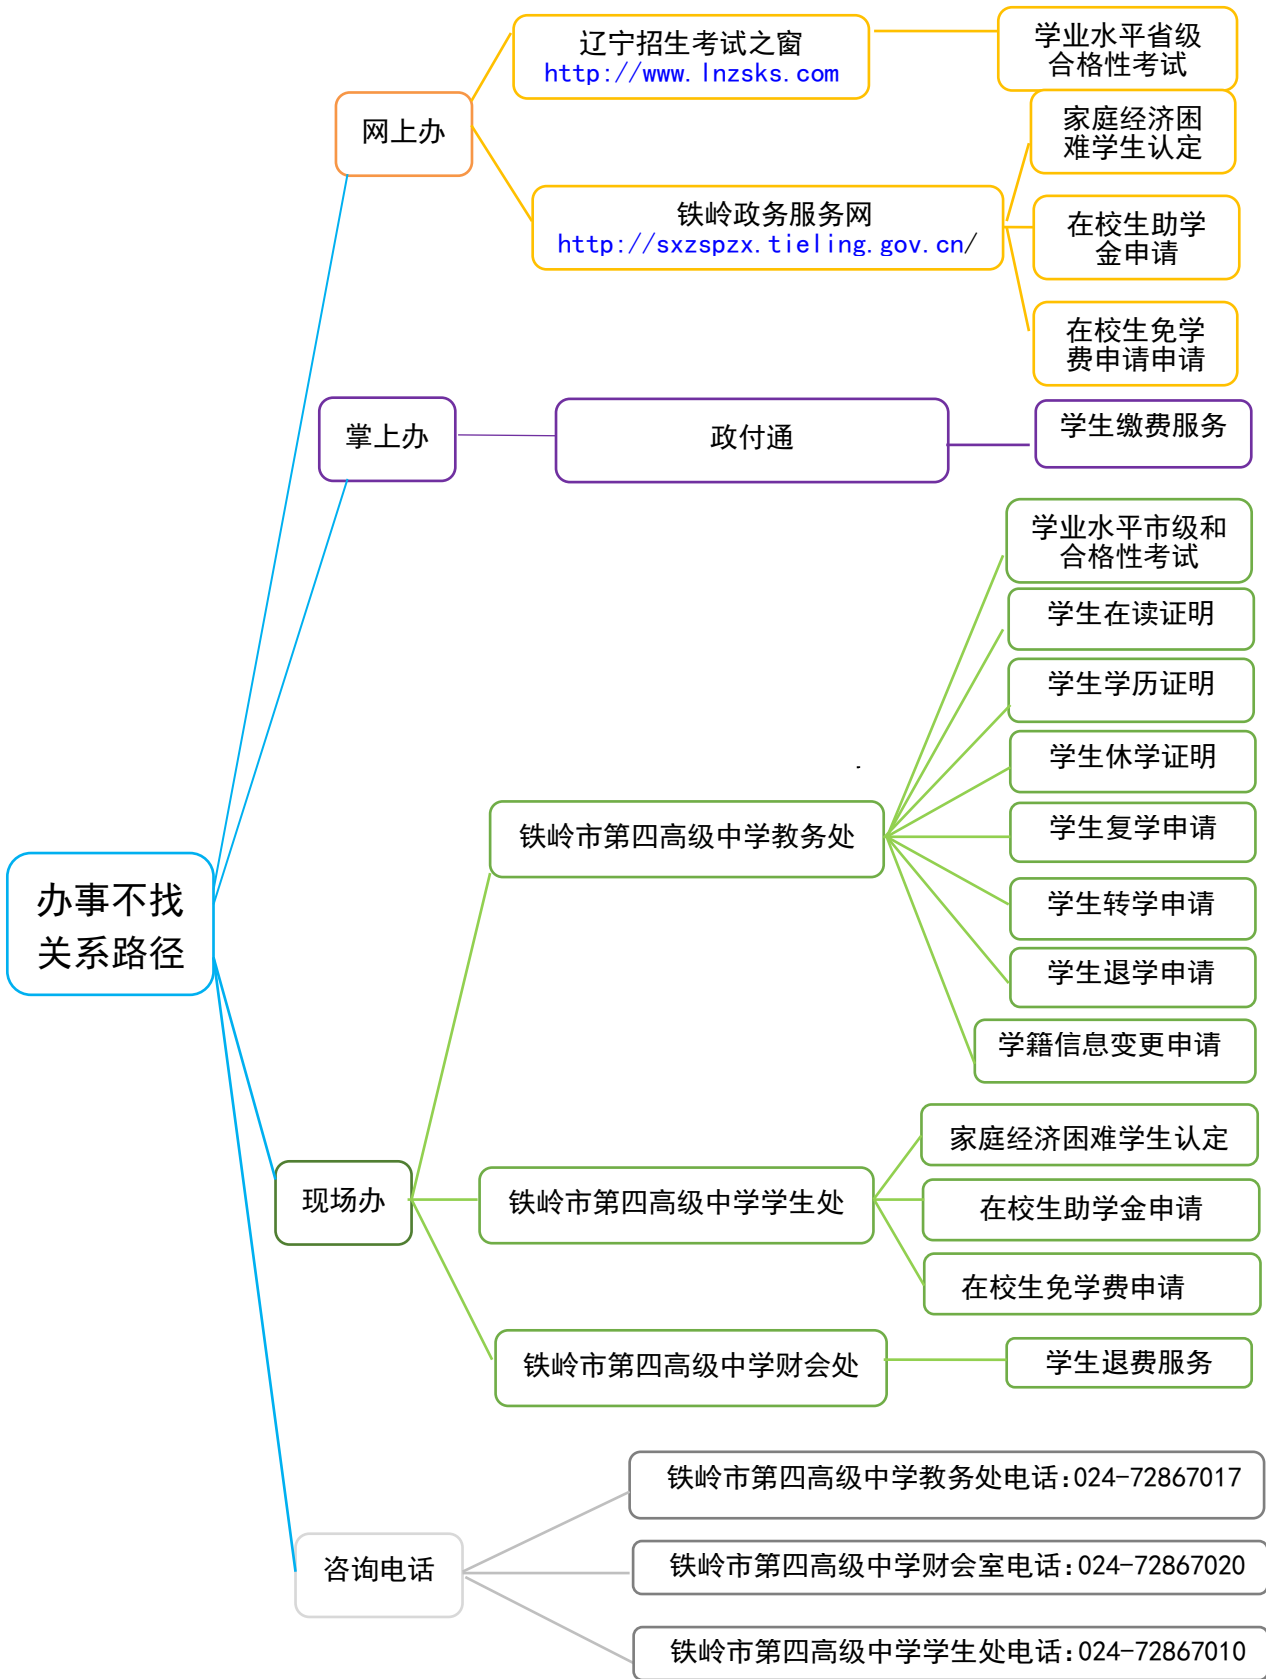 辽宁招生考试之窗
http://www.lnzsks.com
学业水平省级
合格性考试
网上办
家庭经济困
难学生认定
铁岭政务服务网
http://sxzspzx.tieling.gov.cn/
在校生助学
金申请
在校生免学
费申请申请
掌上办
政付通
学生缴费服务
学业水平市级和
合格性考试
学生在读证明
学生学历证明
学生休学证明
铁岭市第四高级中学教务处
学生复学申请
学生转学申请
学生退学申请
学籍信息变更申请
办事不找
关系路径
家庭经济困难学生认定
现场办
铁岭市第四高级中学学生处
在校生助学金申请
在校生免学费申请
铁岭市第四高级中学财会处
学生退费服务
铁岭市第四高级中学教务处电话:024-72867017
咨询电话
铁岭市第四高级中学财会室电话:024-72867020
铁岭市第四高级中学学生处电话:024-72867010